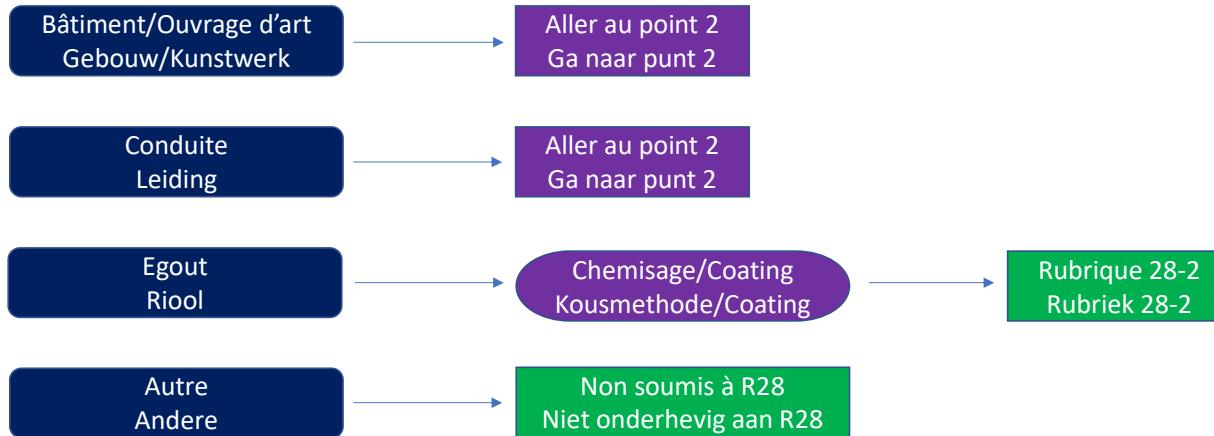 Bâtiment/Ouvrage d'art
Gebouw/Kunstwerk
Aller au point 2
Ga naar punt 2
Conduite
Leiding
Aller au point 2
Ga naar punt 2
Egout
Riool
Chemisage/Coating
Kousmethode/Coating
Rubrique 28-2
Rubriek 28-2
Autre
Andere
Non soumis à R28
Niet onderhevig aan R28